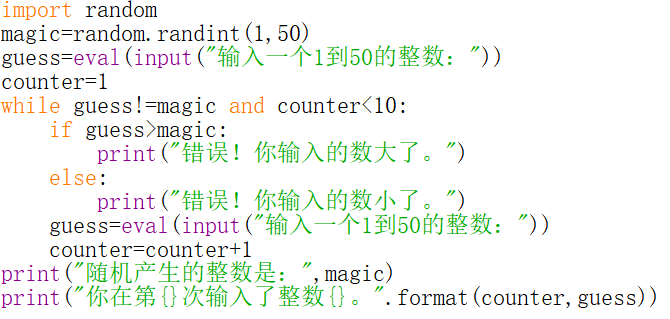 import random
magic=random.randint(1,50)
guess=eval(input("输入一个1到50的整数："))
counter=1
while guess!=magic and counter<10:
    if guess>magic:
        print("错误！你输入的数大了。")
    else:
        print("错误！你输入的数小了。")
    guess=eval(input("输入一个1到50的整数："))
    counter=counter+1
print("随机产生的整数是：",magic)
print("你在第{}次输入了整数{}。".format(counter,guess))